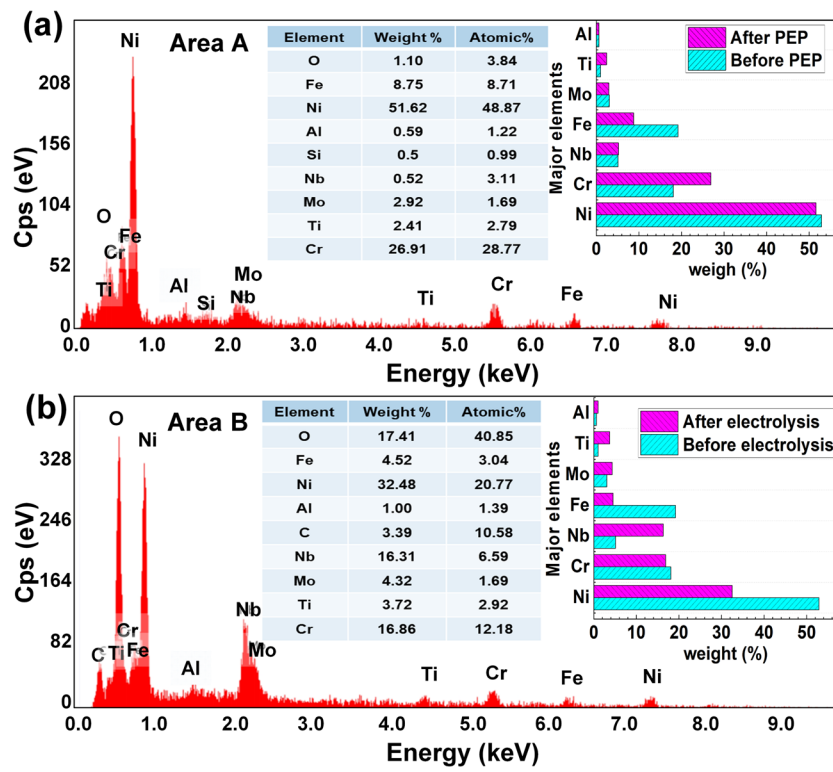 (a)
Area A
Cps (eV)
208
156
104
52
0
Ni
O
Fe
Cr
Ti
Al
Si
Mo
Nb
Ti
Cr
Fe
Ni
0.0 1.0 2.0 3.0 4.0 5.0 6.0 7.0 8.0 9.0
Energy (keV)
Element Weight % Atomic%
O 1.10 3.84
Fe 8.75 8.71
Ni 51.62 48.87
Al 0.59 1.22
Si 0.5 0.99
Nb 0.52 3.11
Mo 2.92 1.69
Ti 2.41 2.79
Cr 26.91 28.77
Major elements
Al
Ti
Mo
Fe
Nb
Cr
Ni
After PEP
Before PEP
0 10 20 30 40 50
weigh (%)
(b)
Area B
Cps (eV)
328
246
164
82
0
O
Ni
Cr
Ti
Fe
C
Al
Nb
Mo
Ti
Cr
Fe
Ni
0.0 1.0 2.0 3.0 4.0 5.0 6.0 7.0 8.0 9.0
Energy (keV)
Element Weight % Atomic%
O 17.41 40.85
Fe 4.52 3.04
Ni 32.48 20.77
Al 1.00 1.39
C 3.39 10.58
Nb 16.31 6.59
Mo 4.32 1.69
Ti 3.72 2.92
Cr 16.86 12.18
Major elements
Al
Ti
Mo
Fe
Nb
Cr
Ni
After electrolysis
Before electrolysis
0 10 20 30 40 50
weight (%)